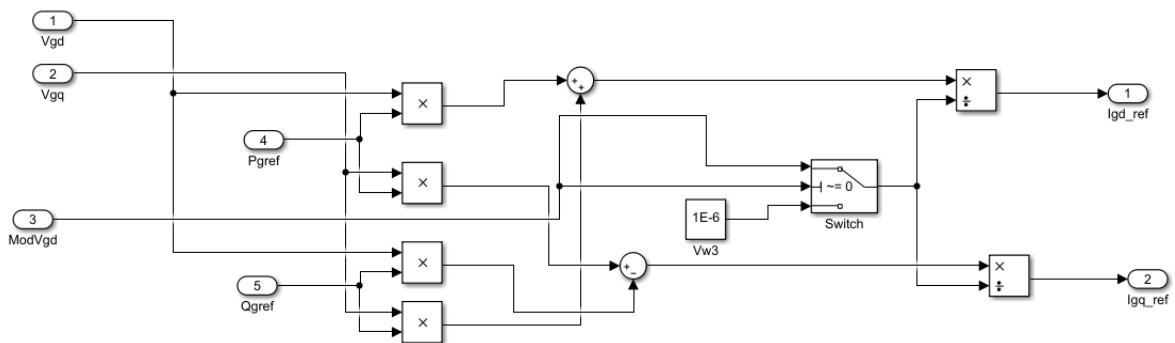 1
Vgd
2
Vgq
4
Pgref
3
ModVgd
5
Qgref
×
×
×
×
+
+
+
−
1E-6
Vw3
~= 0
Switch
×
÷
×
÷
1
Igd_ref
2
Igq_ref